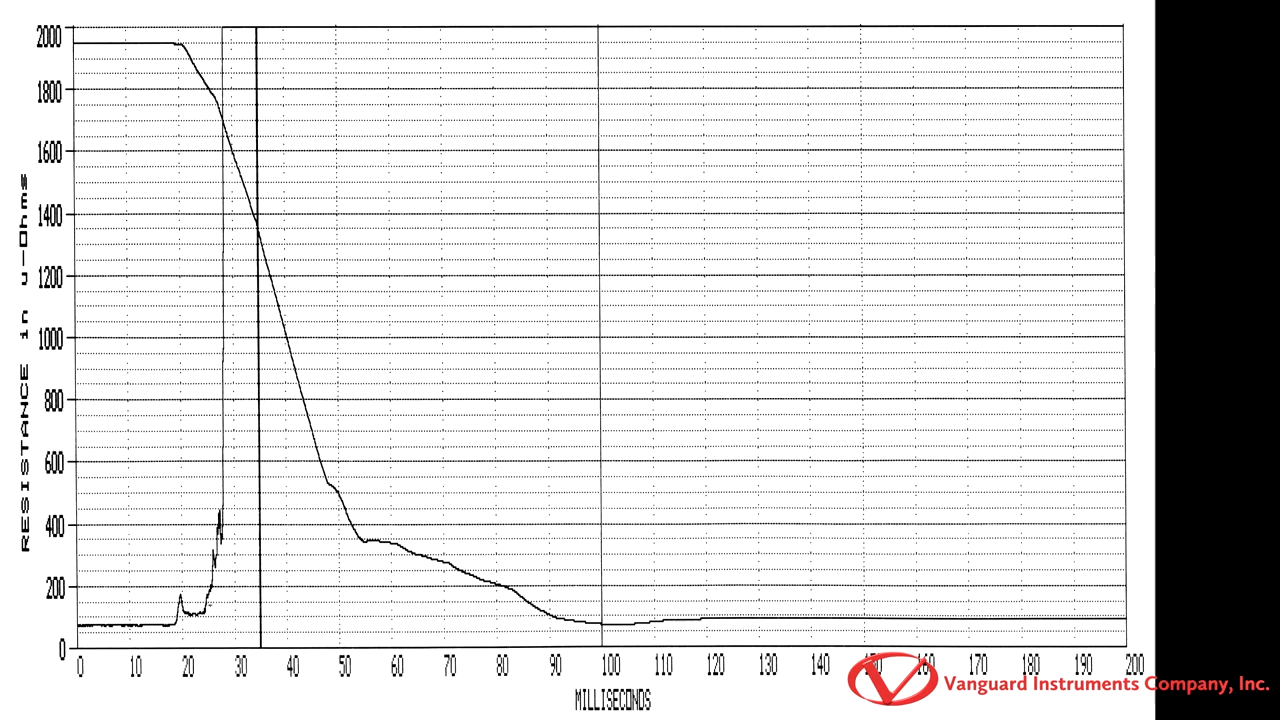 2000
1800
1600
1400
1200
1000
800
600
400
200
0
RESISTANCE in u-Ohms
0 10 20 30 40 50 60 70 80 90 100 110 120 130 140 150 160 170 180 190 200
MILLISECONDS
Vanguard Instruments Company, Inc.